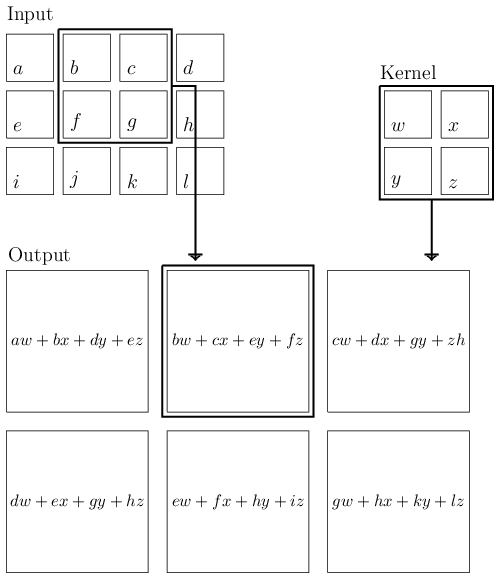 Input
a b c d
Kernel
e f g h
w x
i j k l
y z
Output
aw + bx + dy + ez bw + cx + ey + fz cw + dx + gy + zh
dw + ex + gy + hz ew + fx + hy + iz gw + hx + ky + lz